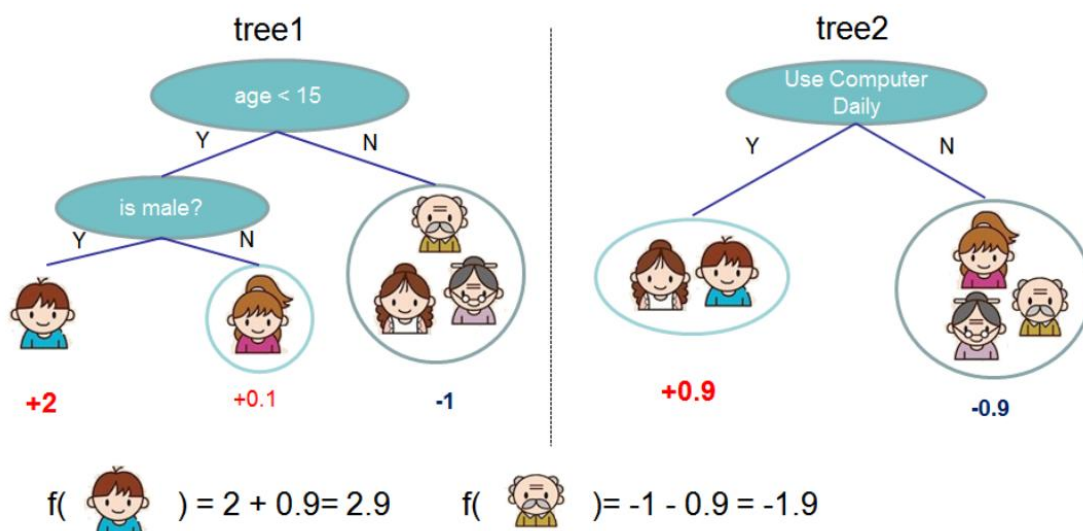 tree1
age < 15
Y
N
is male?
Y
N
+2
+0.1
-1
tree2
Use Computer
Daily
Y
N
+0.9
-0.9
f( ) = 2 + 0.9= 2.9
f( )= -1 - 0.9 = -1.9